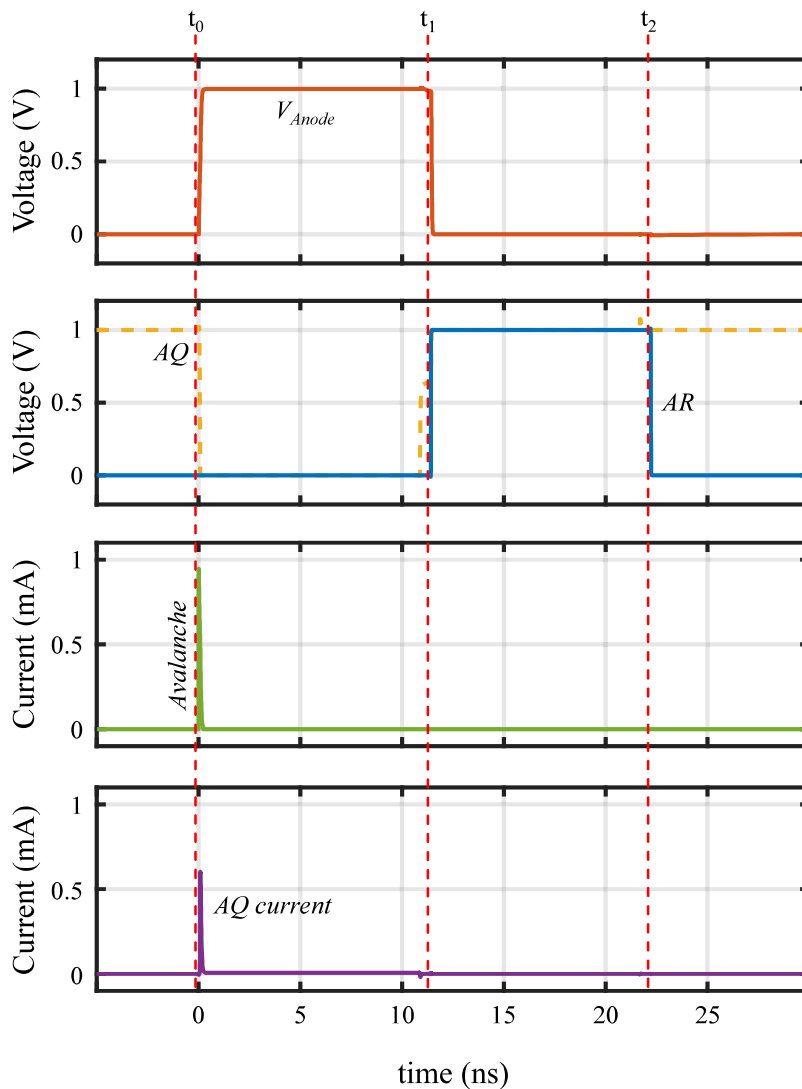 t0 t1 t2
Voltage (V)
1
0.5
0
VAnode
Voltage (V)
1
0.5
0
AQ
AR
Current (mA)
1
0.5
0
Avalanche
Current (mA)
1
0.5
0
AQ current
0 5 10 15 20 25
time (ns)